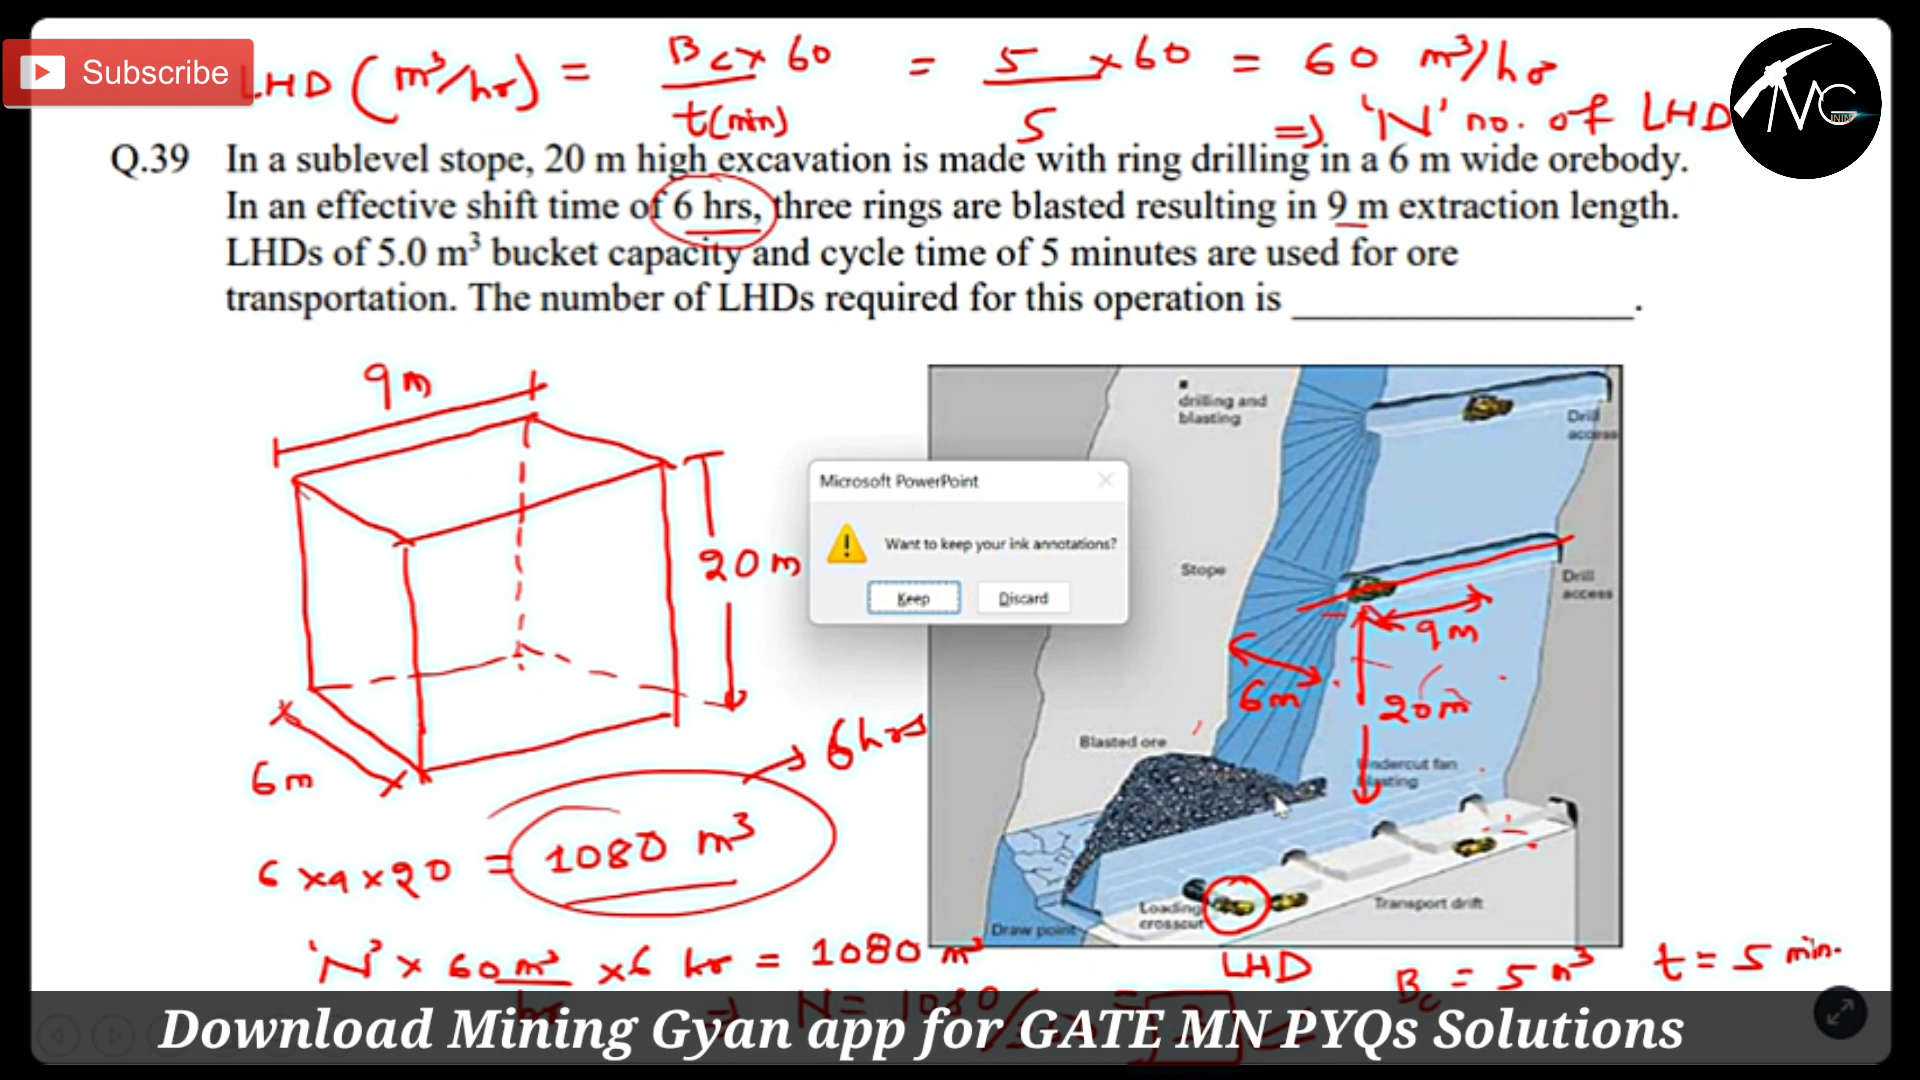 Subscribe
LHD (m³/hr) = Bc × 60 / t(min) = 5 × 60 / 5 = 60 m³/hr
=> 'N' no. of LHD
Q.39 In a sublevel stope, 20 m high excavation is made with ring drilling in a 6 m wide orebody.
In an effective shift time of 6 hrs, three rings are blasted resulting in 9 m extraction length.
LHDs of 5.0 m³ bucket capacity and cycle time of 5 minutes are used for ore
transportation. The number of LHDs required for this operation is ________________.
9m
20 m
6m
6 × 9 × 20 = 1080 m³
6 hrs
drilling and
blasting
Drill
access
Stope
Drill
access
9m
6m
20m
Blasted ore
Undercut fan
blasting
Loading
crosscut
Transport drift
Draw point
Microsoft PowerPoint
Want to keep your ink annotations?
Keep
Discard
LHD
Bc = 5 m³
t = 5 min.
'N' × 60 m³/hr × 6 hr = 1080 m³
=> N = 1080/
Download Mining Gyan app for GATE MN PYQs Solutions